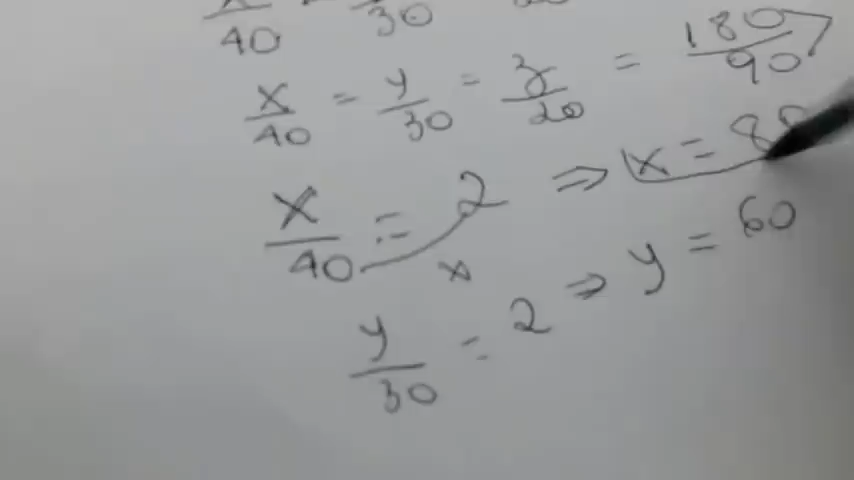 x/40 y/30
x/40 = y/30 = z/20 = 180/90
x/40 = 2 ⇒ x = 80
y/30 = 2 ⇒ y = 60